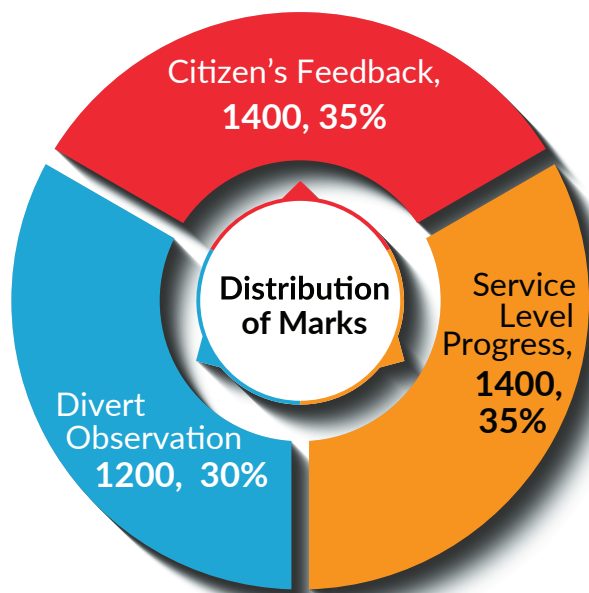 Citizen's Feedback,
1400, 35%
Distribution
of Marks
Service
Level
Progress,
1400,
35%
Divert
Observation
1200, 30%